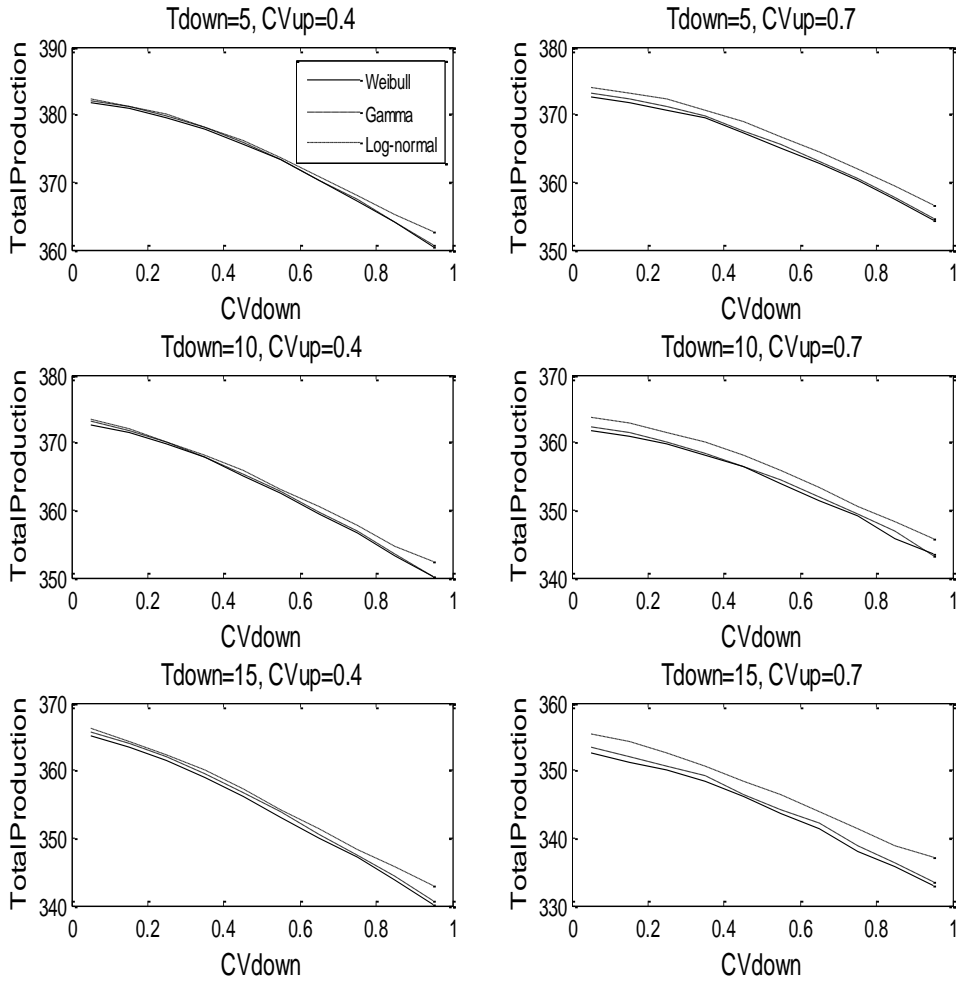 Tdown=5, CVup=0.4
TotalProduction
390
380
370
360
Weibull
Gamma
Log-normal
0 0.2 0.4 0.6 0.8 1
CVdown
Tdown=5, CVup=0.7
TotalProduction
380
370
360
350
0 0.2 0.4 0.6 0.8 1
CVdown
Tdown=10, CVup=0.4
TotalProduction
380
370
360
350
0 0.2 0.4 0.6 0.8 1
CVdown
Tdown=10, CVup=0.7
TotalProduction
370
360
350
340
0 0.2 0.4 0.6 0.8 1
CVdown
Tdown=15, CVup=0.4
TotalProduction
370
360
350
340
0 0.2 0.4 0.6 0.8 1
CVdown
Tdown=15, CVup=0.7
TotalProduction
360
350
340
330
0 0.2 0.4 0.6 0.8 1
CVdown